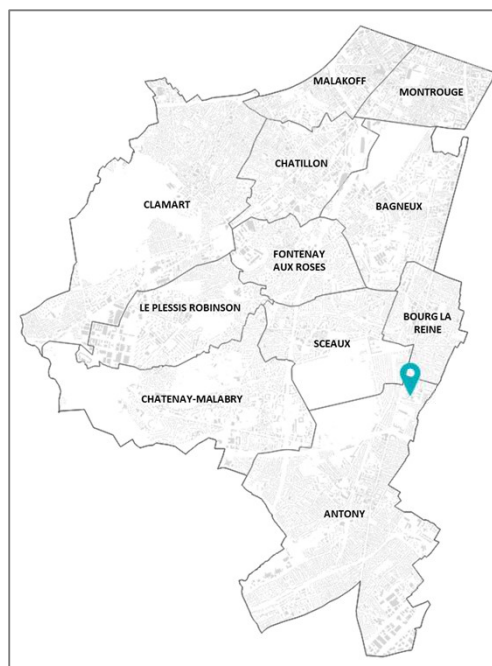 MALAKOFF
MONTROUGE
CHATILLON
CLAMART
BAGNEUX
FONTENAY
AUX ROSES
LE PLESSIS ROBINSON
BOURG LA
REINE
SCEAUX
CHATENAY-MALABRY
ANTONY